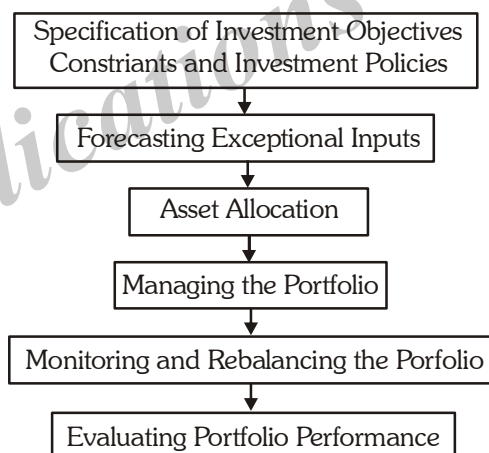 Specification of Investment Objectives
Constriants and Investment Policies
Forecasting Exceptional Inputs
Asset Allocation
Managing the Portfolio
Monitoring and Rebalancing the Porfolio
Evaluating Portfolio Performance